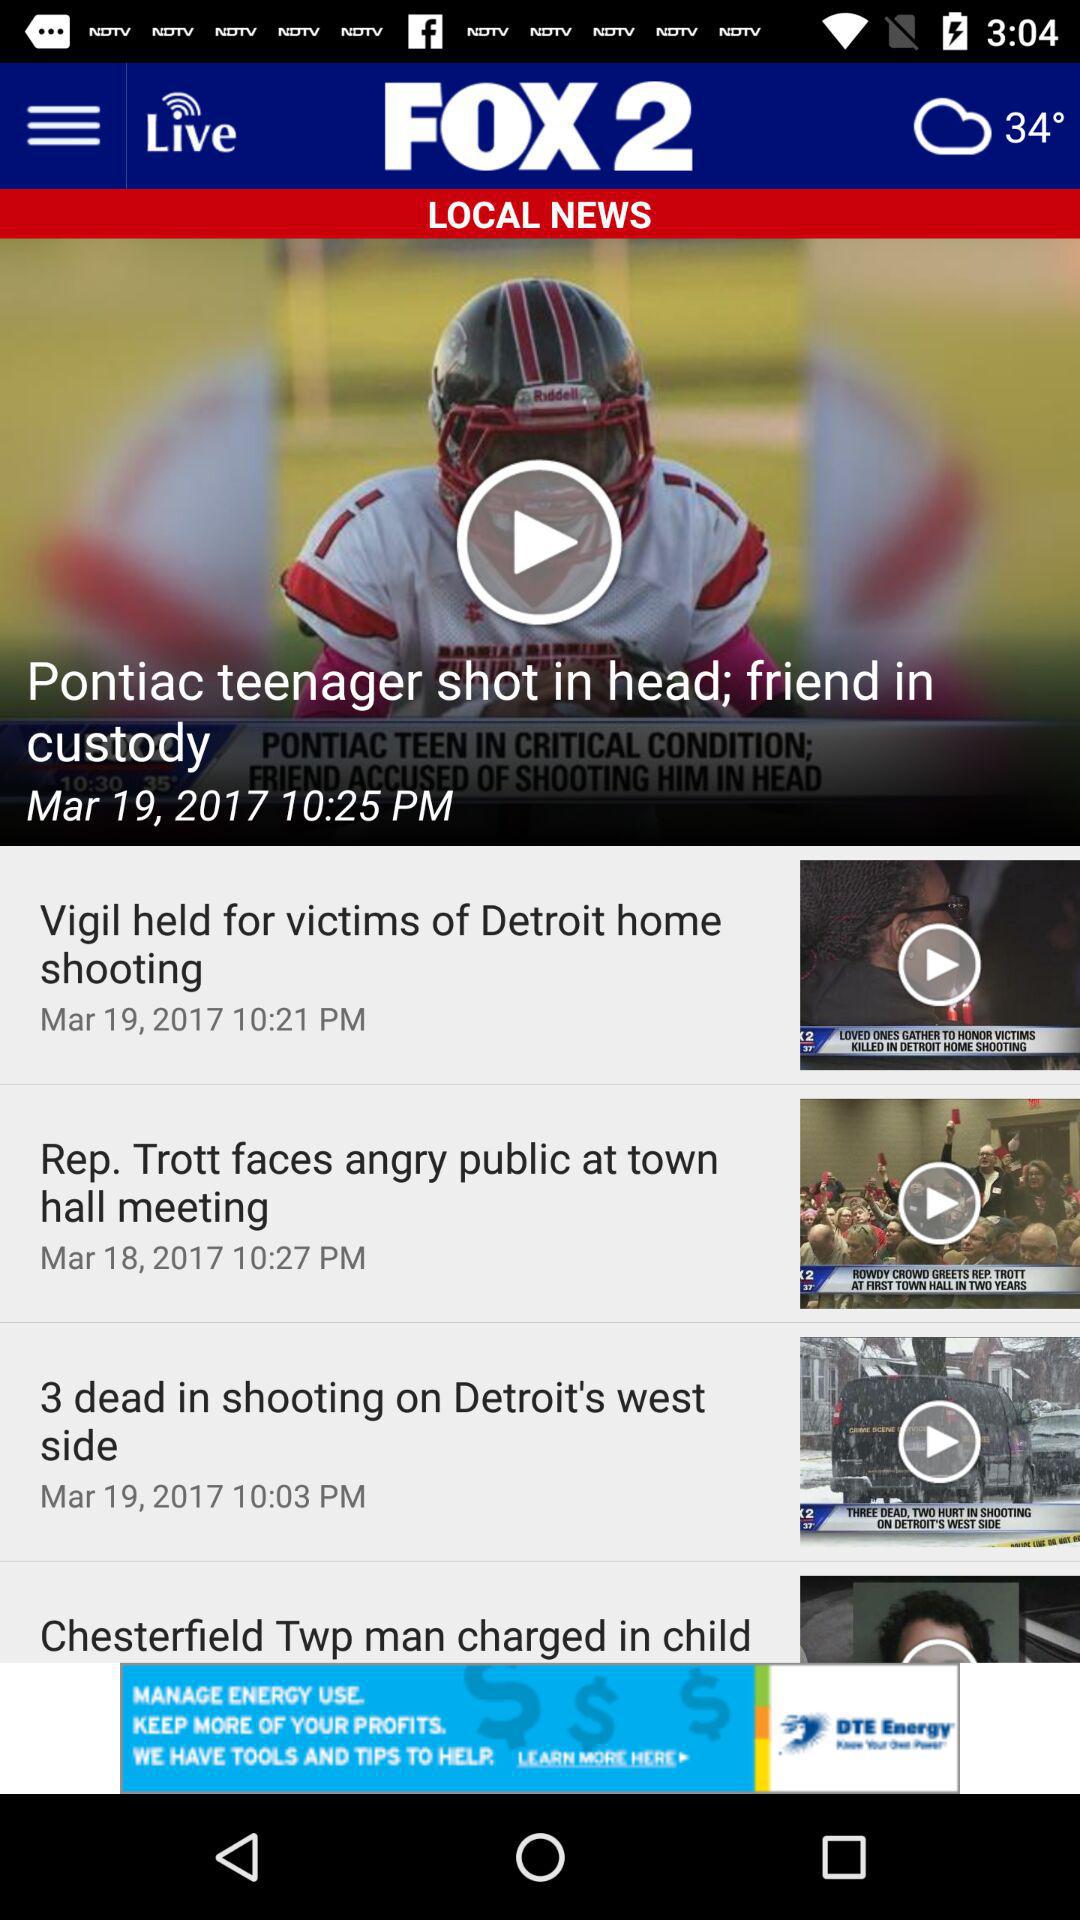 NDTV NDTV NDTV NDTV NDTV NDTV NDTV NDTV NDTV NDTV 3:04
Live FOX 2 34°
LOCAL NEWS
Riddell
Pontiac teenager shot in head; friend in
custody
PONTIAC TEEN IN CRITICAL CONDITION;
FRIEND ACCUSED OF SHOOTING HIM IN HEAD
10:30 35°
Mar 19, 2017 10:25 PM
Vigil held for victims of Detroit home
shooting
Mar 19, 2017 10:21 PM
LOVED ONES GATHER TO HONOR VICTIMS
KILLED IN DETROIT HOME SHOOTING
37°
Rep. Trott faces angry public at town
hall meeting
Mar 18, 2017 10:27 PM
ROWDY CROWD GREETS REP. TROTT
AT FIRST TOWN HALL IN TWO YEARS
37°
3 dead in shooting on Detroit's west
side
Mar 19, 2017 10:03 PM
CRIME SCENE
THREE DEAD, TWO HURT IN SHOOTING
ON DETROIT'S WEST SIDE
37°
Chesterfield Twp man charged in child
MANAGE ENERGY USE.
KEEP MORE OF YOUR PROFITS.
WE HAVE TOOLS AND TIPS TO HELP. LEARN MORE HERE
DTE Energy
Know Your Own Power